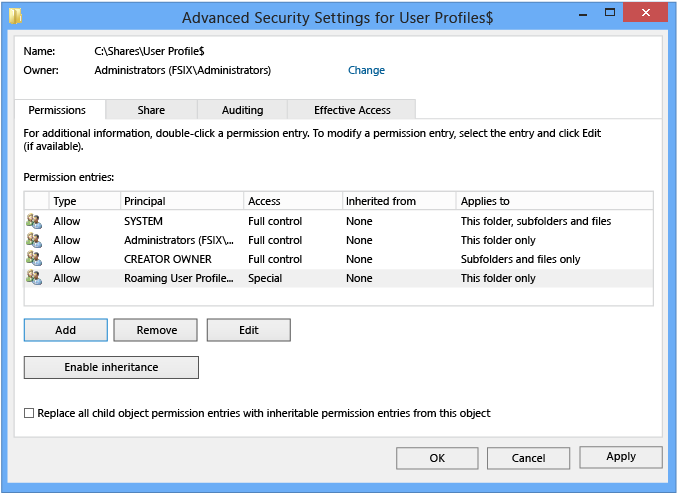 Advanced Security Settings for User Profiles$
Name: C:\Shares\User Profile$
Owner: Administrators (FSIX\Administrators) Change
Permissions Share Auditing Effective Access
For additional information, double-click a permission entry. To modify a permission entry, select the entry and click Edit
(if available).
Permission entries:
Type Principal Access Inherited from Applies to
Allow SYSTEM Full control None This folder, subfolders and files
Allow Administrators (FSIX\... Full control None This folder only
Allow CREATOR OWNER Full control None Subfolders and files only
Allow Roaming User Profile... Special None This folder only
Add Remove Edit
Enable inheritance
Replace all child object permission entries with inheritable permission entries from this object
OK Cancel Apply